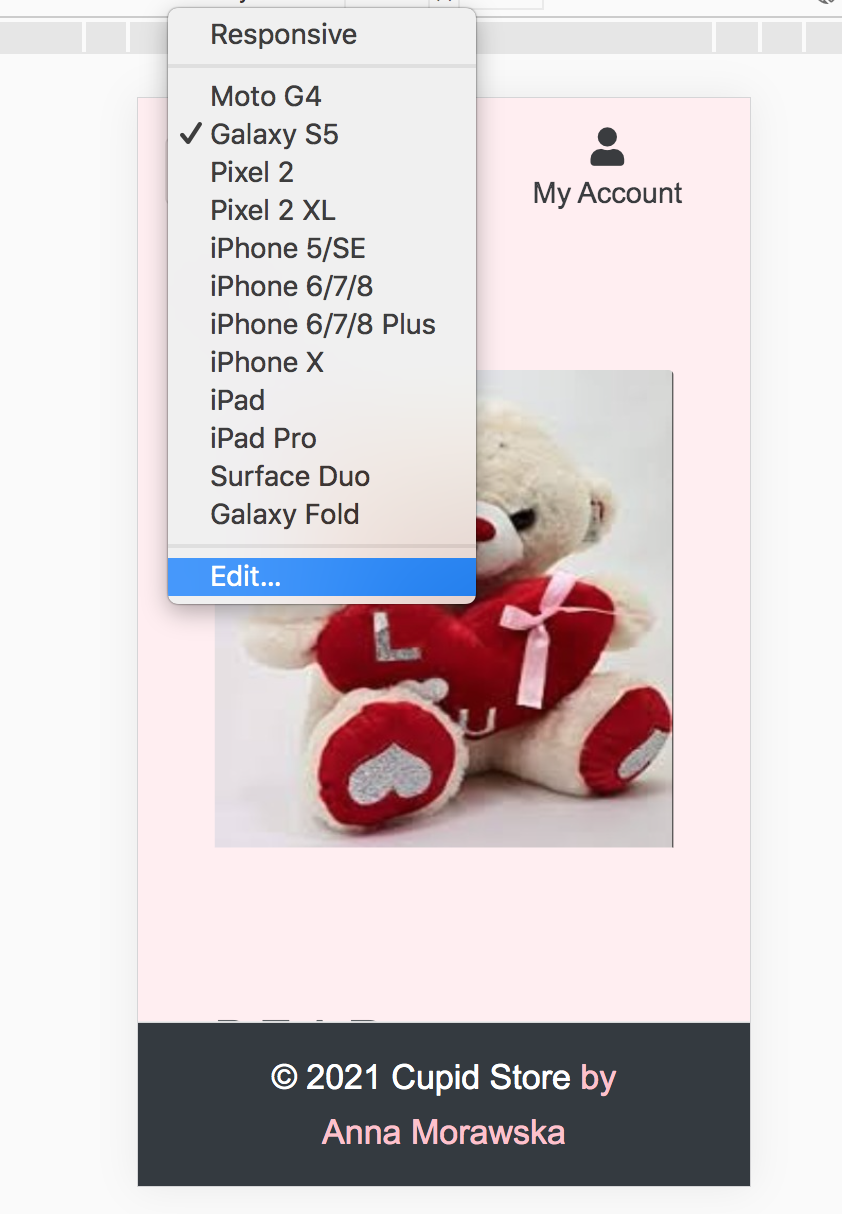 Responsive
Moto G4
✓ Galaxy S5
Pixel 2
Pixel 2 XL
iPhone 5/SE
iPhone 6/7/8
iPhone 6/7/8 Plus
iPhone X
iPad
iPad Pro
Surface Duo
Galaxy Fold
Edit...
My Account
L
U
© 2021 Cupid Store by
Anna Morawska